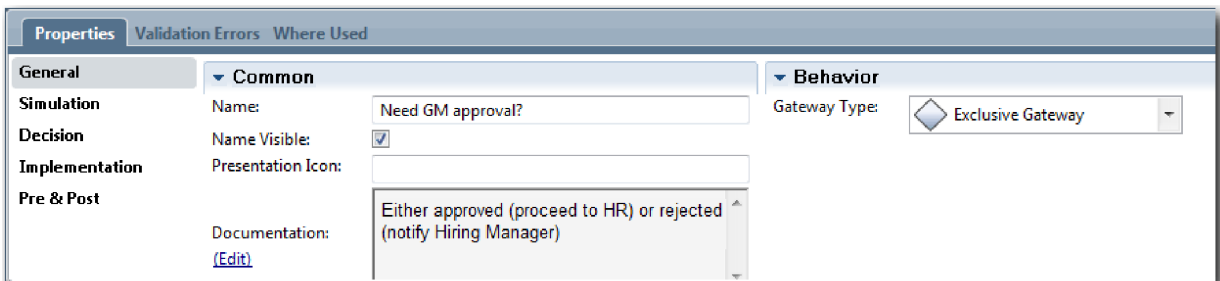 Properties Validation Errors Where Used
General
Simulation
Decision
Implementation
Pre & Post
Common
Name: Need GM approval?
Name Visible:
Presentation Icon:
Documentation:
(Edit)
Either approved (proceed to HR) or rejected
(notify Hiring Manager)
Behavior
Gateway Type: Exclusive Gateway